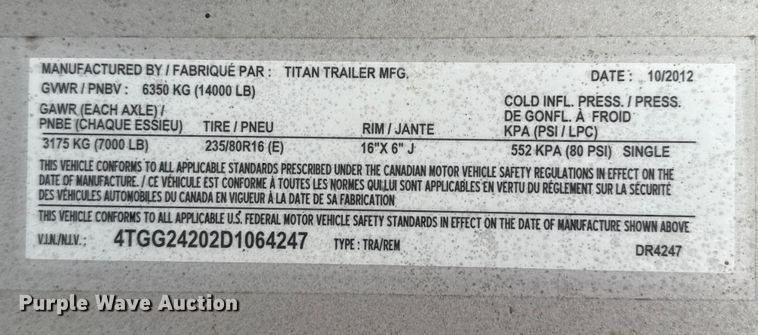 MANUFACTURED BY / FABRIQUÉ PAR : TITAN TRAILER MFG. DATE : 10/2012
GVWR / PNBV : 6350 KG (14000 LB)
GAWR (EACH AXLE) / PNBE (CHAQUE ESSIEU) TIRE / PNEU RIM / JANTE COLD INFL. PRESS. / PRESS. DE GONFL. À FROID KPA (PSI / LPC)
3175 KG (7000 LB) 235/80R16 (E) 16"X 6" J 552 KPA (80 PSI) SINGLE
THIS VEHICLE CONFORMS TO ALL APPLICABLE STANDARDS PRESCRIBED UNDER THE CANADIAN MOTOR VEHICLE SAFETY REGULATIONS IN EFFECT ON THE
DATE OF MANUFACTURE. / CE VÉHICULE EST CONFORME À TOUTES LES NORMES QUI LUI SONT APPLICABLES EN VERTU DU RÈGLEMENT SUR LA SÉCURITÉ
DES VÉHICULES AUTOMOBILES DU CANADA EN VIGUEUR À LA DATE DE SA FABRICATION
THIS VEHICLE CONFORMS TO ALL APPLICABLE U.S. FEDERAL MOTOR VEHICLE SAFETY STANDARDS IN EFFECT ON THE DATE OF MANUFACTURE SHOWN ABOVE
V.I.N./N.I.V. : 4TGG24202D1064247 TYPE : TRA/REM DR4247
Purple Wave Auction